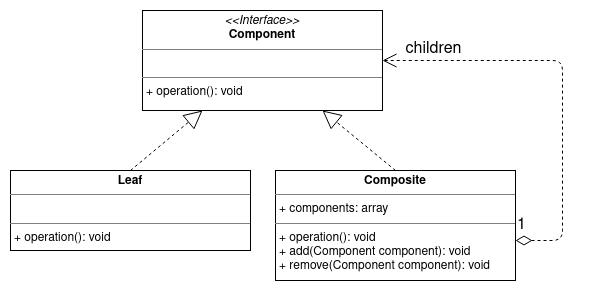 <<Interface>>
Component
+ operation(): void
children
Leaf
+ operation(): void
Composite
+ components: array
+ operation(): void
+ add(Component component): void
+ remove(Component component): void
1